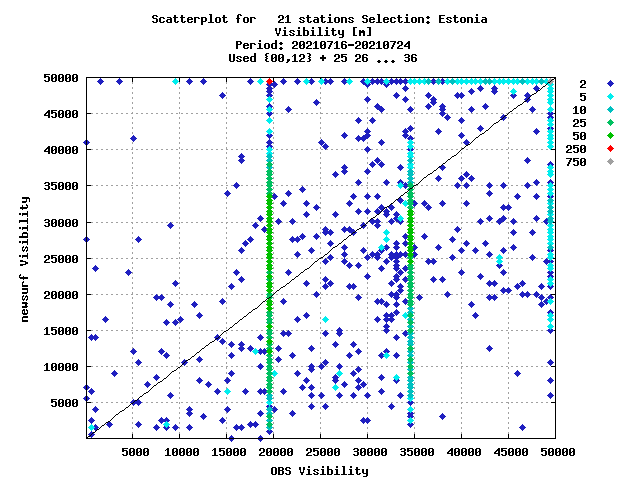 Scatterplot for 21 stations Selection: Estonia
Visibility [m]
Period: 20210716-20210724
Used {00,12} + 25 26 ... 36
50000
45000
40000
35000
30000
25000
20000
15000
10000
5000
newsurf Visibility
5000 10000 15000 20000 25000 30000 35000 40000 45000 50000
OBS Visibility
2
5
10
25
50
250
750